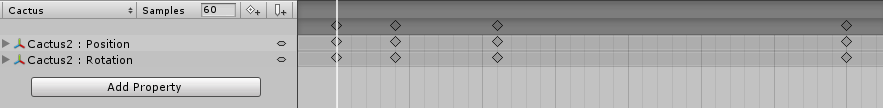 Cactus Samples 60
Cactus2 : Position
Cactus2 : Rotation
Add Property